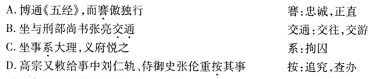 A. 博通《五经》,而謇傲独行 謇:忠诚,正直
B. 坐与刑部尚书张亮交通 交通:交往,交游
C. 坐事系大理,义府悦之 系:拘囚
D. 高宗又敕给事中刘仁轨、侍御史张伦重按其事 按:追究,查办